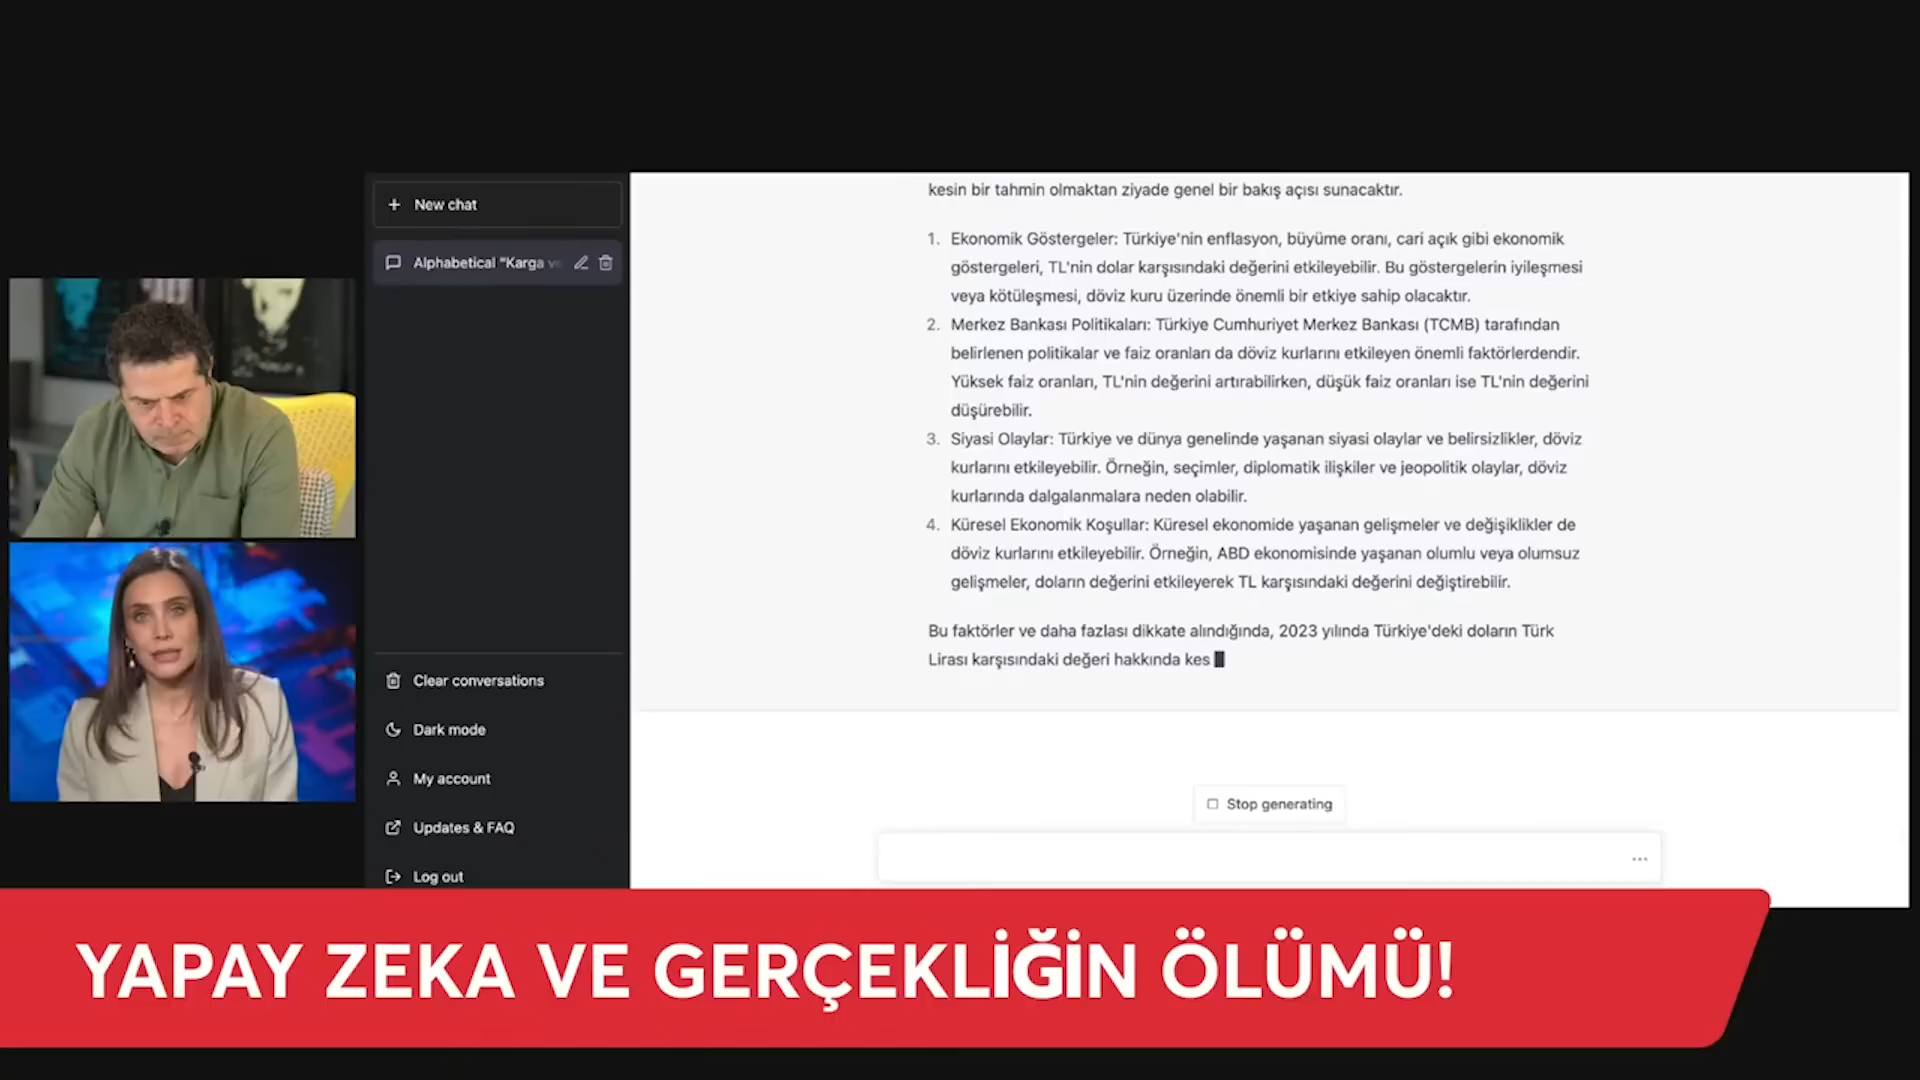 New chat
Alphabetical "Karga ve
Clear conversations
Dark mode
My account
Updates & FAQ
Log out
kesin bir tahmin olmaktan ziyade genel bir bakış açısı sunacaktır.
1. Ekonomik Göstergeler: Türkiye'nin enflasyon, büyüme oranı, cari açık gibi ekonomik
göstergeleri, TL'nin dolar karşısındaki değerini etkileyebilir. Bu göstergelerin iyileşmesi
veya kötüleşmesi, döviz kuru üzerinde önemli bir etkiye sahip olacaktır.
2. Merkez Bankası Politikaları: Türkiye Cumhuriyet Merkez Bankası (TCMB) tarafından
belirlenen politikalar ve faiz oranları da döviz kurlarını etkileyen önemli faktörlerdendir.
Yüksek faiz oranları, TL'nin değerini artırabilirken, düşük faiz oranları ise TL'nin değerini
düşürebilir.
3. Siyasi Olaylar: Türkiye ve dünya genelinde yaşanan siyasi olaylar ve belirsizlikler, döviz
kurlarını etkileyebilir. Örneğin, seçimler, diplomatik ilişkiler ve jeopolitik olaylar, döviz
kurlarında dalgalanmalara neden olabilir.
4. Küresel Ekonomik Koşullar: Küresel ekonomide yaşanan gelişmeler ve değişiklikler de
döviz kurlarını etkileyebilir. Örneğin, ABD ekonomisinde yaşanan olumlu veya olumsuz
gelişmeler, doların değerini etkileyerek TL karşısındaki değerini değiştirebilir.
Bu faktörler ve daha fazlası dikkate alındığında, 2023 yılında Türkiye'deki doların Türk
Lirası karşısındaki değeri hakkında kes
Stop generating
YAPAY ZEKA VE GERÇEKLİĞİN ÖLÜMÜ!